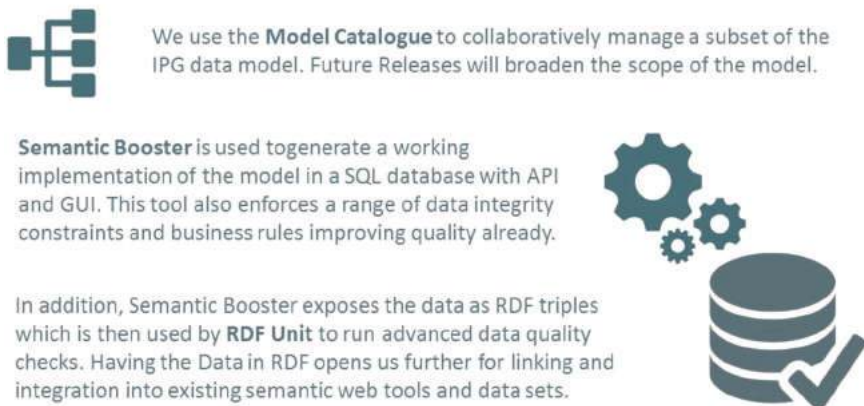 We use the Model Catalogue to collaboratively manage a subset of the
IPG data model. Future Releases will broaden the scope of the model.
Semantic Booster is used togenerate a working
implementation of the model in a SQL database with API
and GUI. This tool also enforces a range of data integrity
constraints and business rules improving quality already.
In addition, Semantic Booster exposes the data as RDF triples
which is then used by RDF Unit to run advanced data quality
checks. Having the Data in RDF opens us further for linking and
integration into existing semantic web tools and data sets.